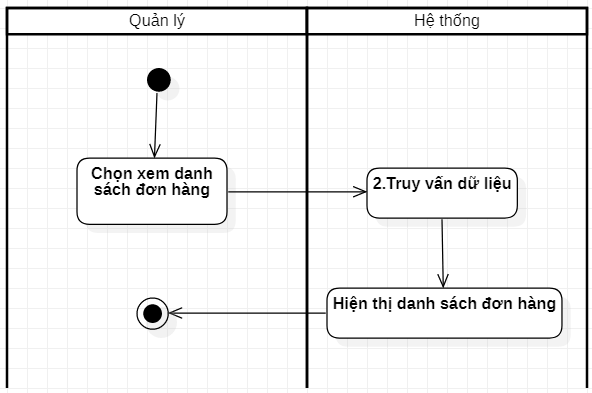 Quản lý
Hệ thống
Chọn xem danh
sách đơn hàng
2.Truy vấn dữ liệu
Hiện thị danh sách đơn hàng